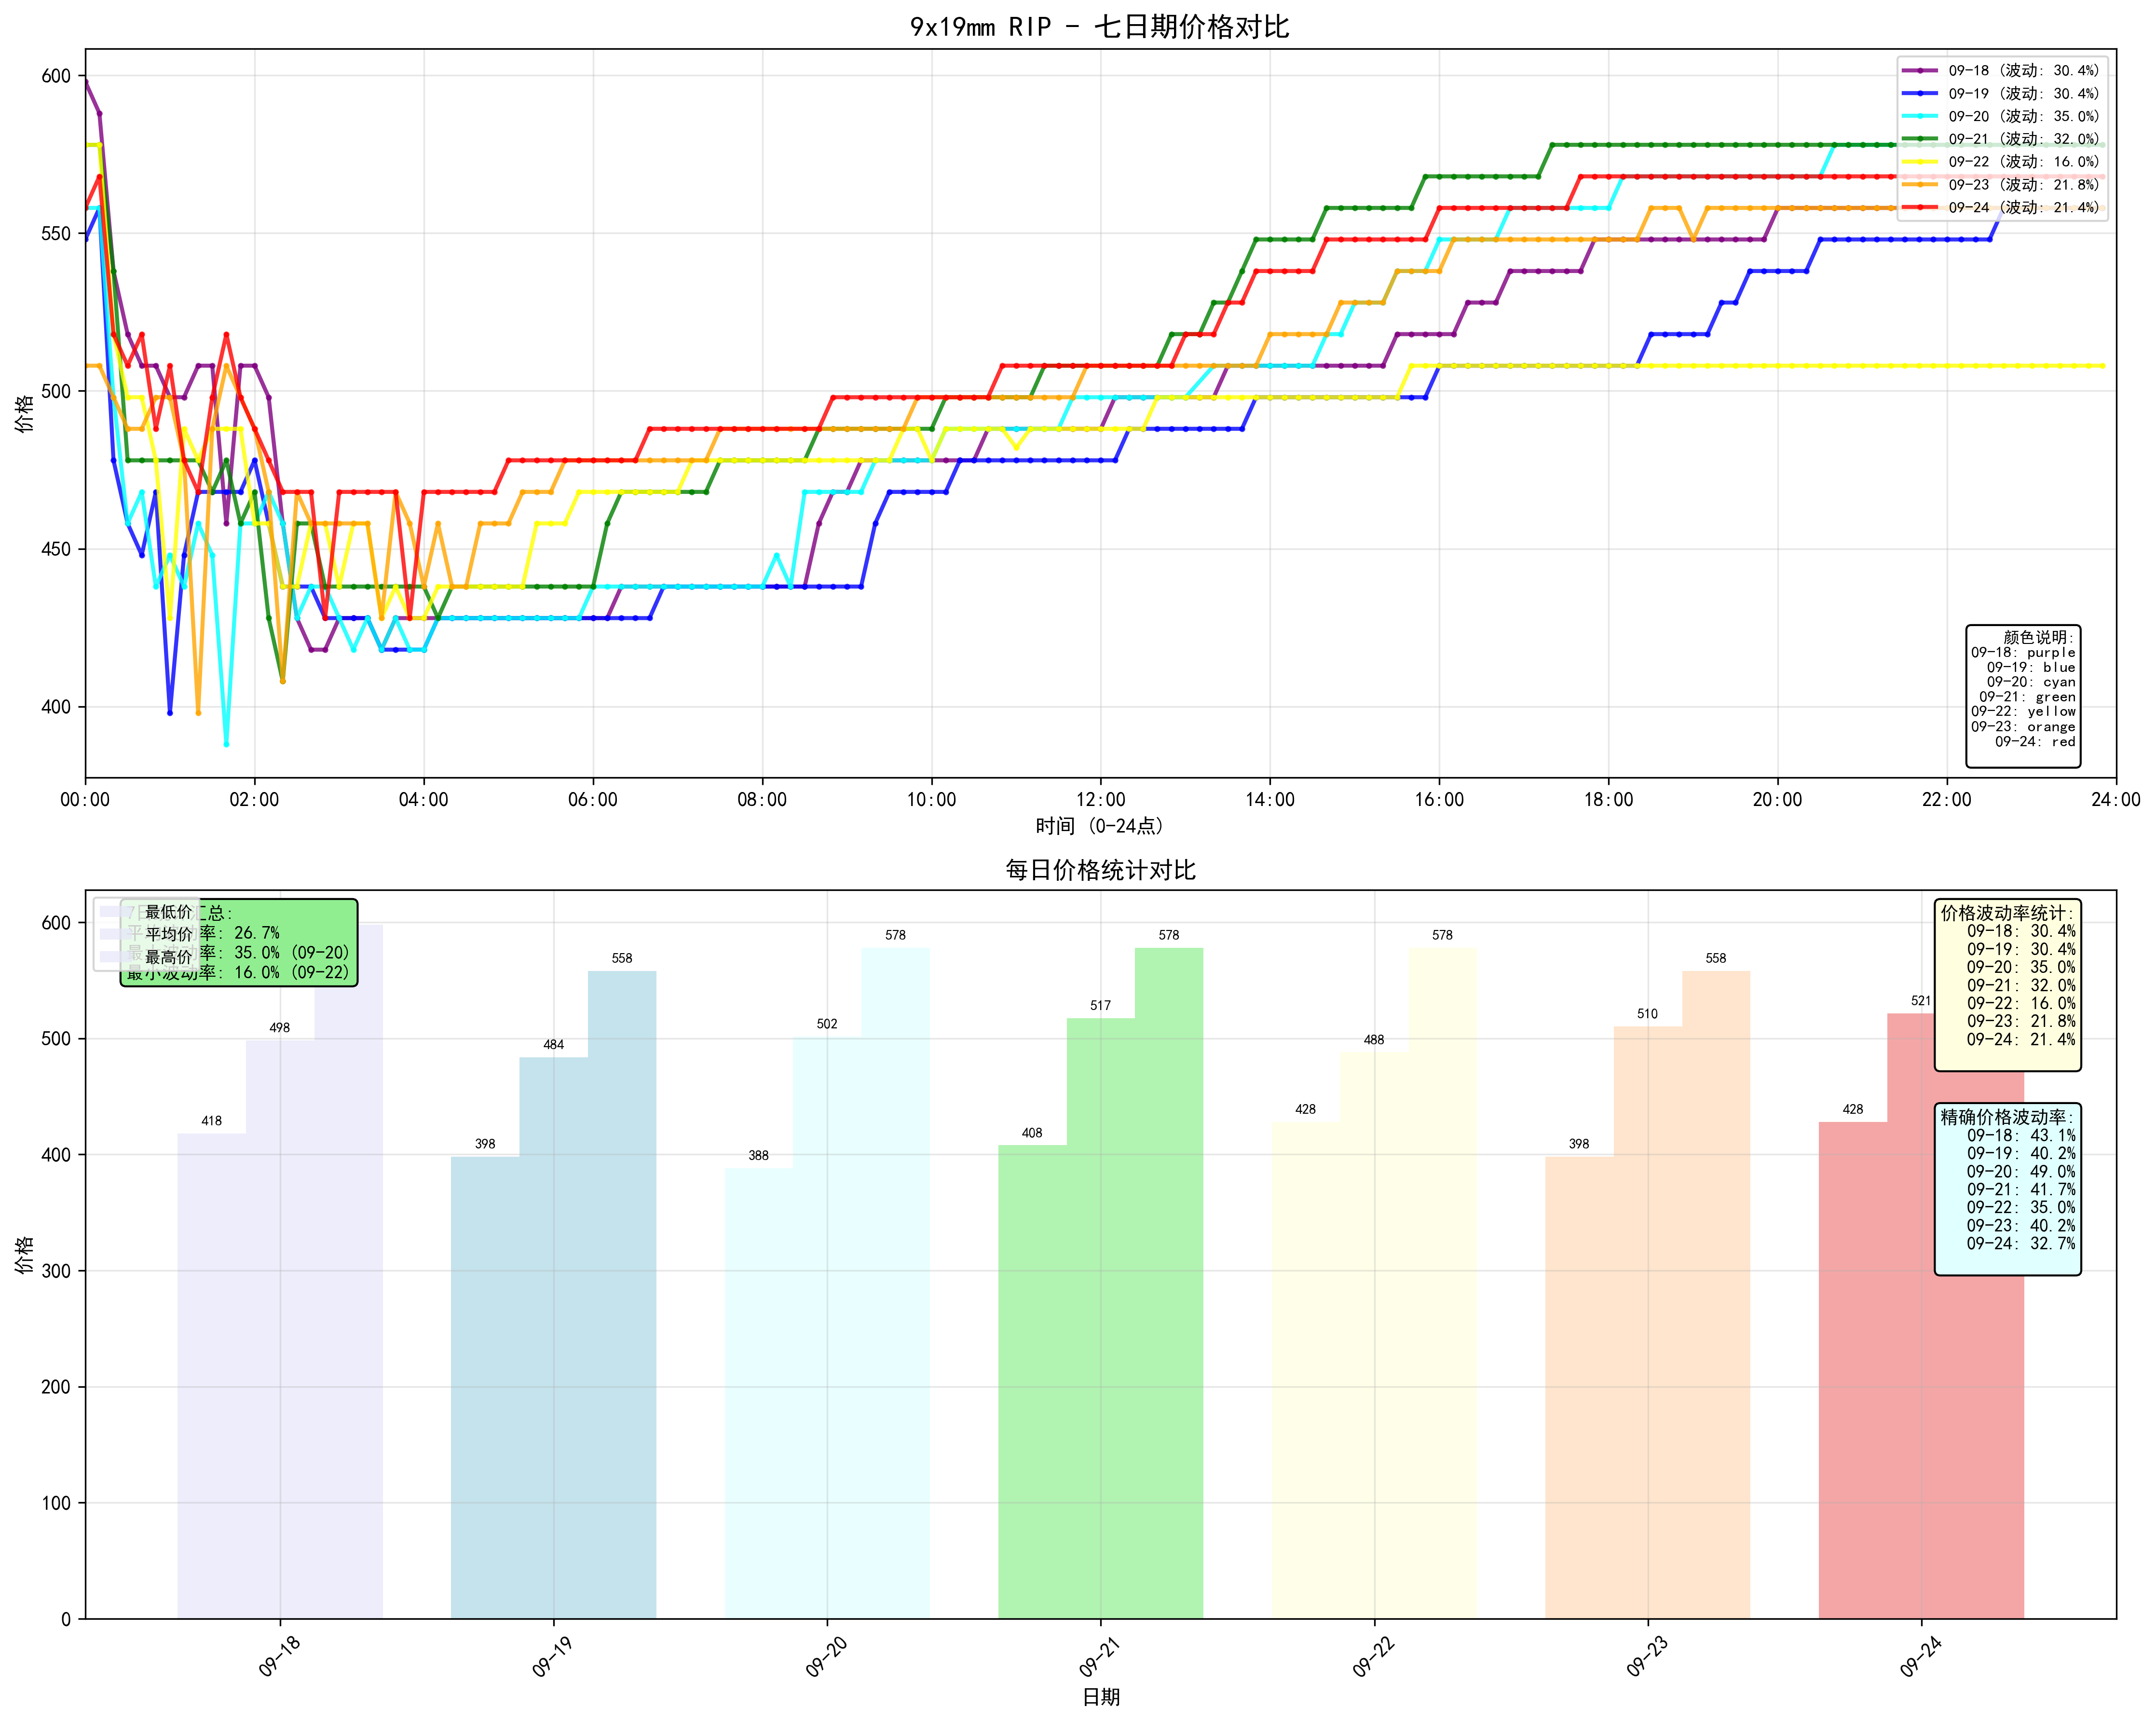 9x19mm RIP - 七日期价格对比
600
550
500
450
400
价格
09-18 (波动: 30.4%)
09-19 (波动: 30.4%)
09-20 (波动: 35.0%)
09-21 (波动: 32.0%)
09-22 (波动: 16.0%)
09-23 (波动: 21.8%)
09-24 (波动: 21.4%)
颜色说明:
09-18: purple
09-19: blue
09-20: cyan
09-21: green
09-22: yellow
09-23: orange
09-24: red
00:00 02:00 04:00 06:00 08:00 10:00 12:00 14:00 16:00 18:00 20:00 22:00 24:00
时间 (0-24点)
每日价格统计对比
600
500
400
300
200
100
0
价格
最低价
平均价
最高价
汇总:
率: 26.7%
率: 35.0% (09-20)
最小波动率: 16.0% (09-22)
418
498
398
484
558
388
502
578
408
517
578
428
488
578
398
510
558
428
521
价格波动率统计:
09-18: 30.4%
09-19: 30.4%
09-20: 35.0%
09-21: 32.0%
09-22: 16.0%
09-23: 21.8%
09-24: 21.4%
精确价格波动率:
09-18: 43.1%
09-19: 40.2%
09-20: 49.0%
09-21: 41.7%
09-22: 35.0%
09-23: 40.2%
09-24: 32.7%
09-18 09-19 09-20 09-21 09-22 09-23 09-24
日期